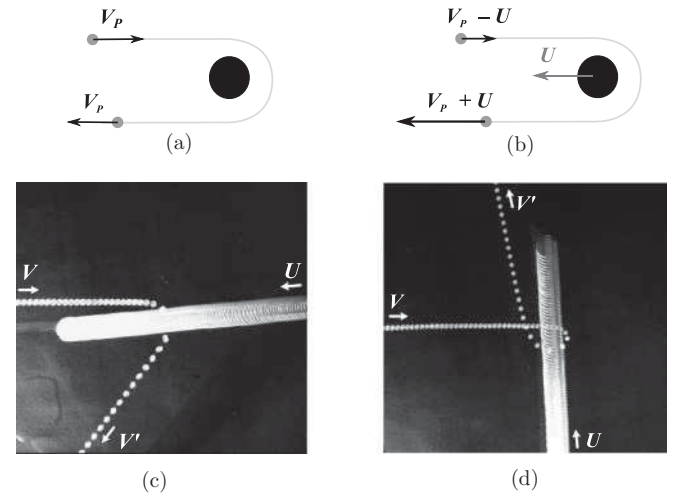 V_P
V_P
(a)
V_P − U
U
V_P + U
(b)
V
U
V'
(c)
V'
V
U
(d)